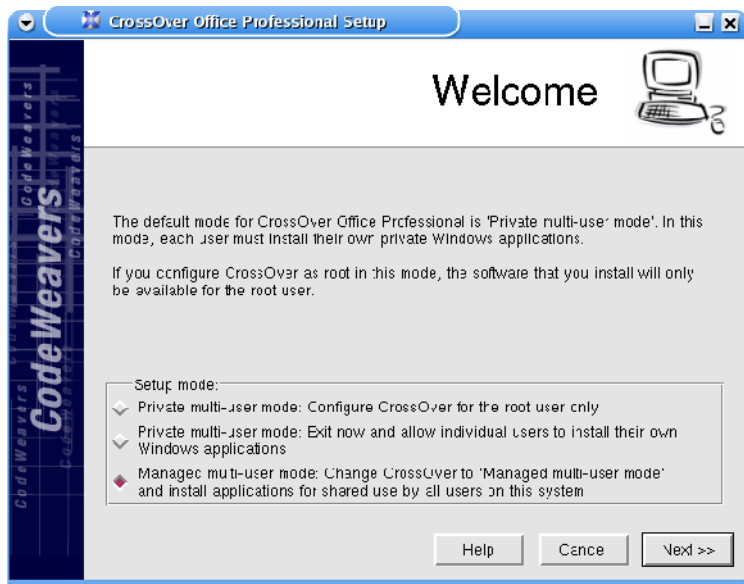 CrossOver Office Professional Setup
Welcome
CodeWeavers
CodeWeavers
CodeWeavers
CodeWeavers
CodeWeavers
CodeWeavers
The default mode for CrossOver Office Professional is 'Private multi-user mode'. In this
mode, each user must install their own private Windows applications.
If you configure CrossOver as root in this mode, the software that you install will only
be available for the root user.
Setup mode:
Private multi-user mode: Configure CrossOver for the root user only
Private multi-user mode: Exit now and allow individual users to install their own
Windows applications
Managed multi-user mode: Change CrossOver to 'Managed multi-user mode'
and install applications for shared use by all users on this system
Help
Cancel
Next >>